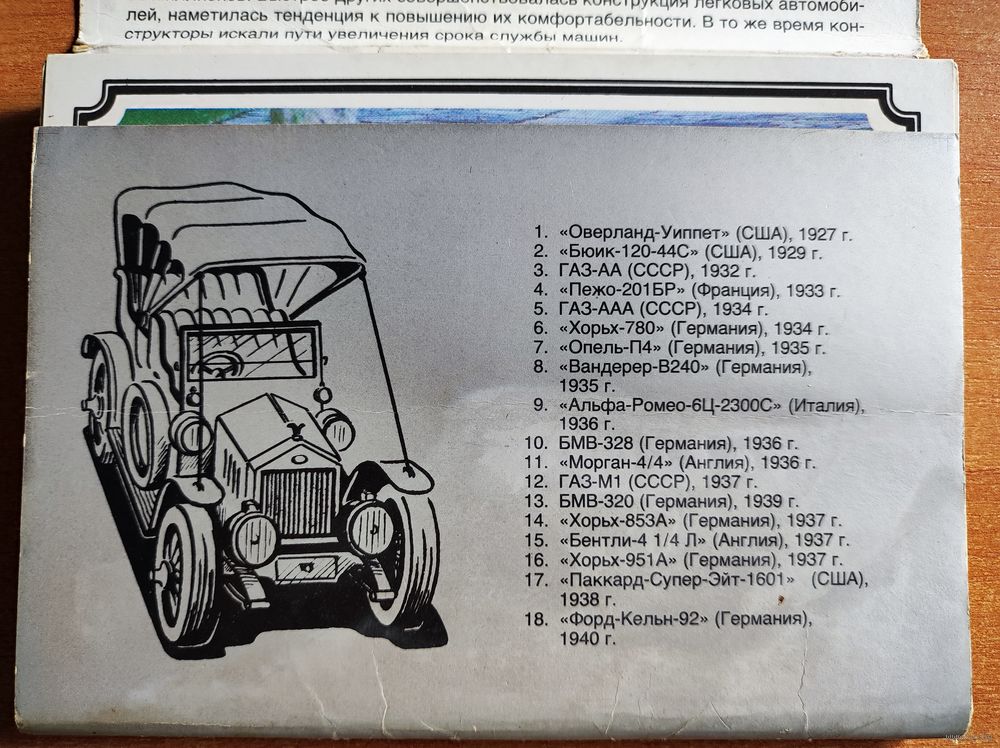 других совершенствовалась конструкция легковых автомоби-
лей, наметилась тенденция к повышению их комфортабельности. В то же время кон-
структоры искали пути увеличения срока службы машин.
1. «Оверланд-Уиппет» (США), 1927 г.
2. «Бюик-120-44С» (США), 1929 г.
3. ГАЗ-АА (СССР), 1932 г.
4. «Пежо-201БР» (Франция), 1933 г.
5. ГАЗ-ААА (СССР), 1934 г.
6. «Хорьх-780» (Германия), 1934 г.
7. «Опель-П4» (Германия), 1935 г.
8. «Вандерер-В240» (Германия),
1935 г.
9. «Альфа-Ромео-6Ц-2300С» (Италия),
1936 г.
10. БМВ-328 (Германия), 1936 г.
11. «Морган-4/4» (Англия), 1936 г.
12. ГАЗ-М1 (СССР), 1937 г.
13. БМВ-320 (Германия), 1939 г.
14. «Хорьх-853А» (Германия), 1937 г.
15. «Бентли-4 1/4 Л» (Англия), 1937 г.
16. «Хорьх-951А» (Германия), 1937 г.
17. «Паккард-Супер-Эйт-1601» (США),
1938 г.
18. «Форд-Кельн-92» (Германия),
1940 г.